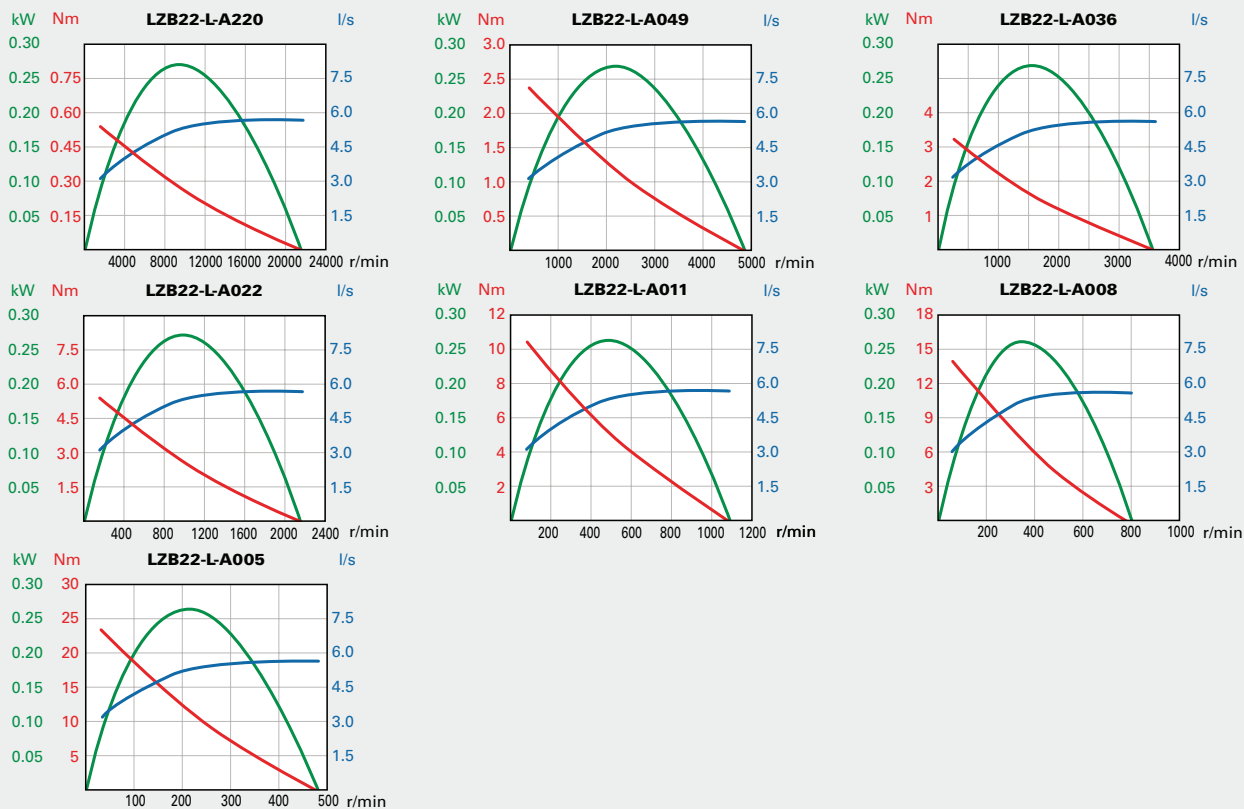 kW Nm LZB22-L-A220 l/s
0.30
0.25 0.75 7.5
0.20 0.60 6.0
0.15 0.45 4.5
0.10 0.30 3.0
0.05 0.15 1.5
4000 8000 12000 16000 20000 24000 r/min
kW Nm LZB22-L-A049 l/s
0.30 3.0
0.25 2.5 7.5
0.20 2.0 6.0
0.15 1.5 4.5
0.10 1.0 3.0
0.05 0.5 1.5
1000 2000 3000 4000 5000 r/min
kW Nm LZB22-L-A036 l/s
0.30
0.25 7.5
0.20 4 6.0
0.15 3 4.5
0.10 2 3.0
0.05 1 1.5
1000 2000 3000 4000 r/min
kW Nm LZB22-L-A022 l/s
0.30
0.25 7.5 7.5
0.20 6.0 6.0
0.15 4.5 4.5
0.10 3.0 3.0
0.05 1.5 1.5
400 800 1200 1600 2000 2400 r/min
kW Nm LZB22-L-A011 l/s
0.30 12
0.25 10 7.5
0.20 8 6.0
0.15 6 4.5
0.10 4 3.0
0.05 2 1.5
200 400 600 800 1000 1200 r/min
kW Nm LZB22-L-A008 l/s
0.30 18
0.25 15 7.5
0.20 12 6.0
0.15 9 4.5
0.10 6 3.0
0.05 3 1.5
200 400 600 800 1000 r/min
kW Nm LZB22-L-A005 l/s
0.30 30
0.25 25 7.5
0.20 20 6.0
0.15 15 4.5
0.10 10 3.0
0.05 5 1.5
100 200 300 400 500 r/min